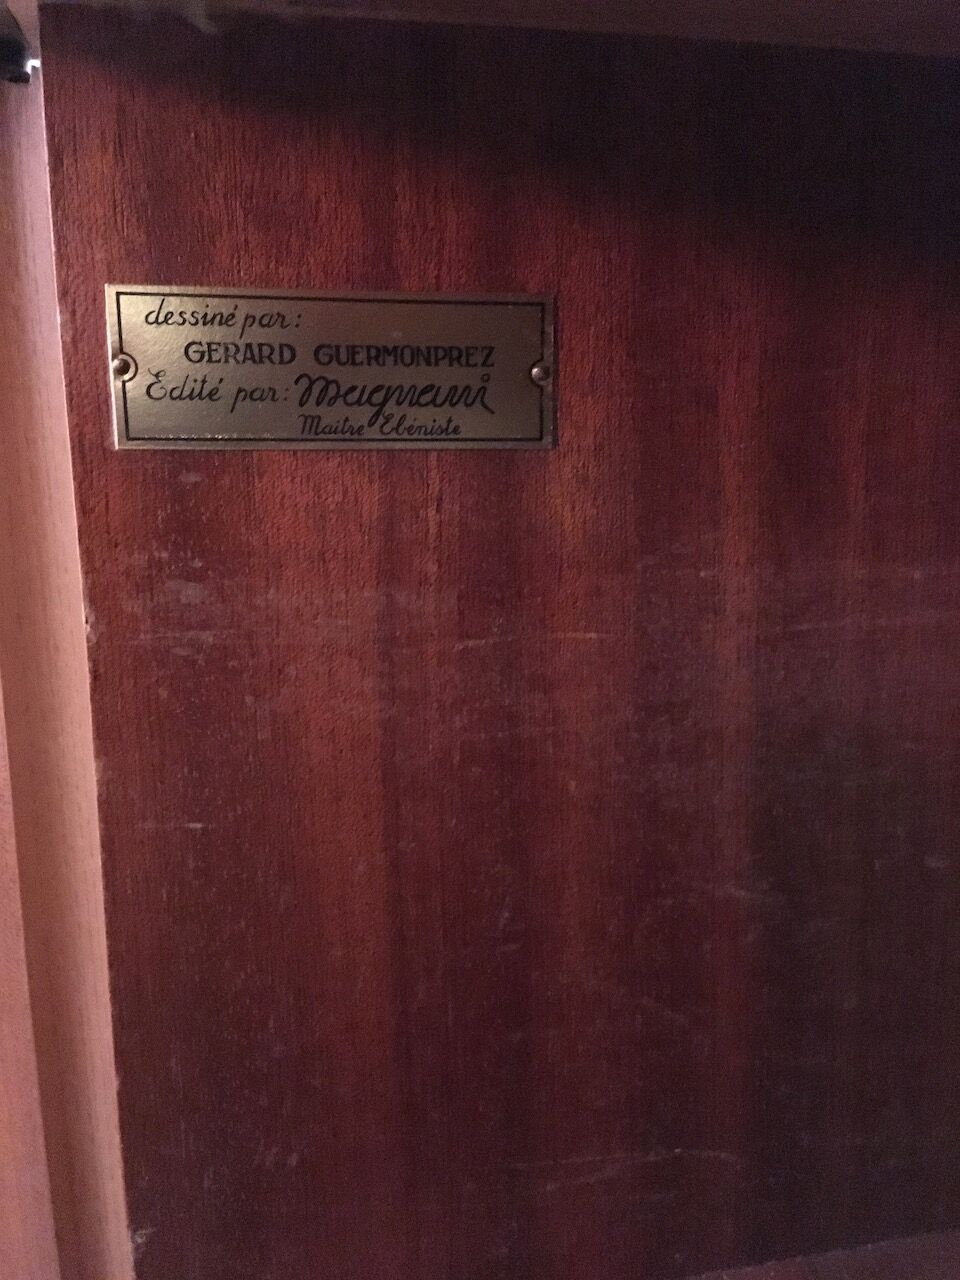 dessiné par:
GERARD GUERMONPREZ
Edité par: Magnani
Maitre Ebéniste